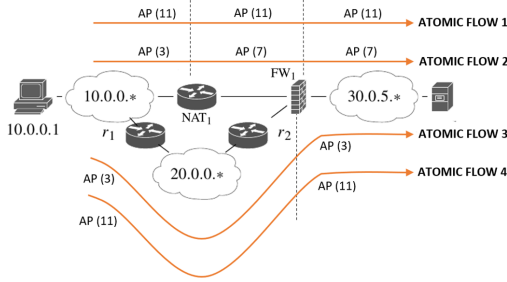 AP (11) AP (11) AP (11) ATOMIC FLOW 1
AP (3) AP (7) AP (7) ATOMIC FLOW 2
FW₁
10.0.0.* 30.0.5.*
NAT₁
10.0.0.1
r₁ r₂
ATOMIC FLOW 3
AP (3)
20.0.0.*
AP (3) ATOMIC FLOW 4
AP (11)
AP (11)